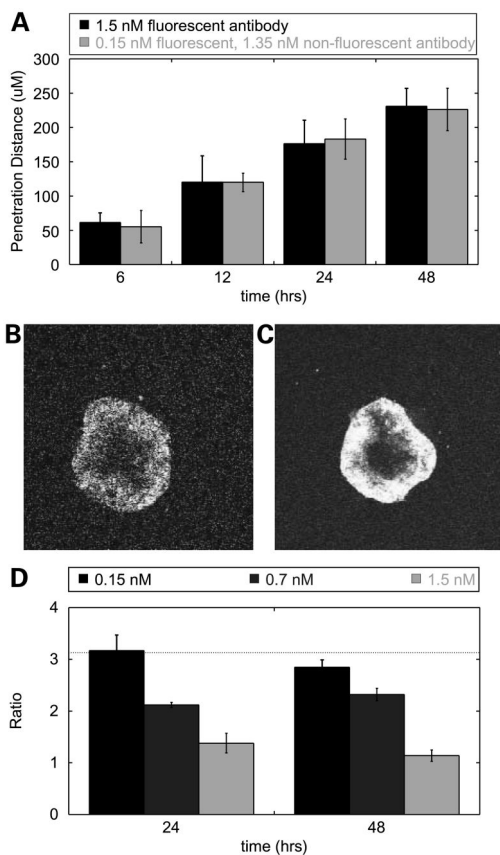 A
1.5 nM fluorescent antibody
0.15 nM fluorescent, 1.35 nM non-fluorescent antibody
Penetration Distance (uM)
300
250
200
150
100
50
0
6 12 24 48
time (hrs)
B C
D
0.15 nM 0.7 nM 1.5 nM
Ratio
4
3
2
1
0
24 48
time (hrs)